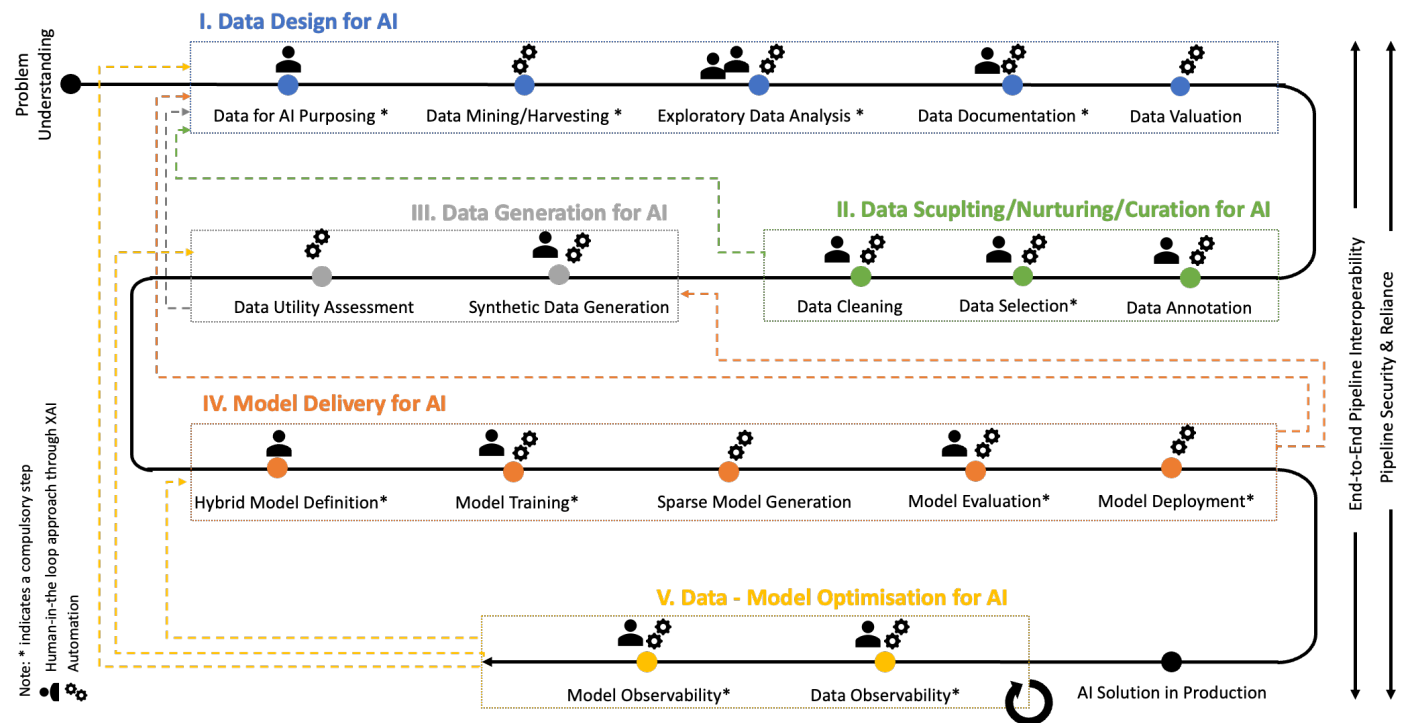 I. Data Design for AI
Problem
Understanding
Data for AI Purposing *
Data Mining/Harvesting *
Exploratory Data Analysis *
Data Documentation *
Data Valuation
III. Data Generation for AI
II. Data Scuplting/Nurturing/Curation for AI
Data Utility Assessment
Synthetic Data Generation
Data Cleaning
Data Selection*
Data Annotation
IV. Model Delivery for AI
Hybrid Model Definition*
Model Training*
Sparse Model Generation
Model Evaluation*
Model Deployment*
V. Data - Model Optimisation for AI
Model Observability*
Data Observability*
AI Solution in Production
End-to-End Pipeline Interoperability
Pipeline Security & Reliance
Note: * indicates a compulsory step
Human-in-the loop approach through XAI
Automation